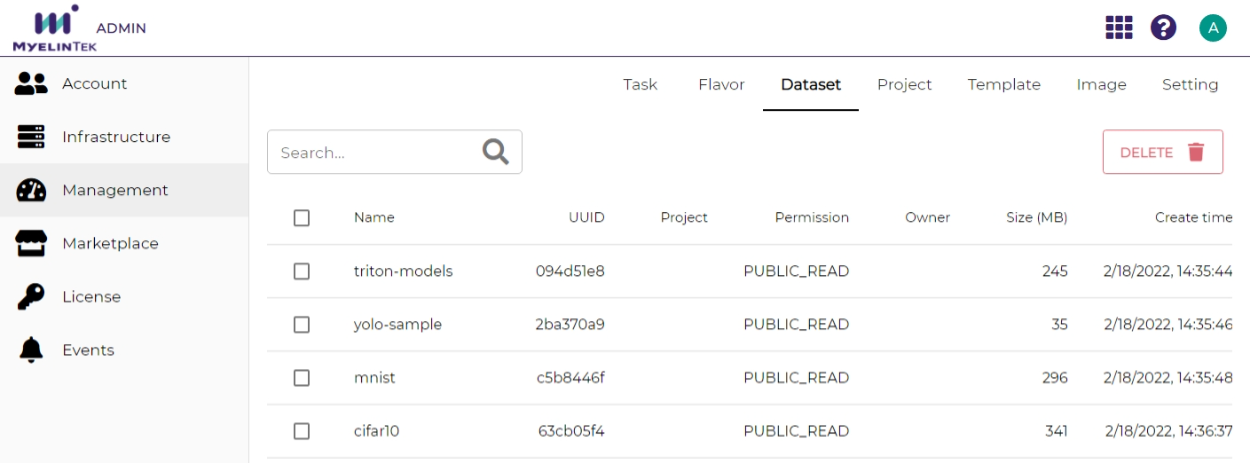 ADMIN
MYELINTEK
A
Account
Infrastructure
Management
Marketplace
License
Events
Task Flavor Dataset Project Template Image Setting
Search...
DELETE
Name UUID Project Permission Owner Size (MB) Create time
triton-models 094d51e8 PUBLIC_READ 245 2/18/2022, 14:35:44
yolo-sample 2ba370a9 PUBLIC_READ 35 2/18/2022, 14:35:46
mnist c5b8446f PUBLIC_READ 296 2/18/2022, 14:35:48
cifar10 63cb05f4 PUBLIC_READ 341 2/18/2022, 14:36:37